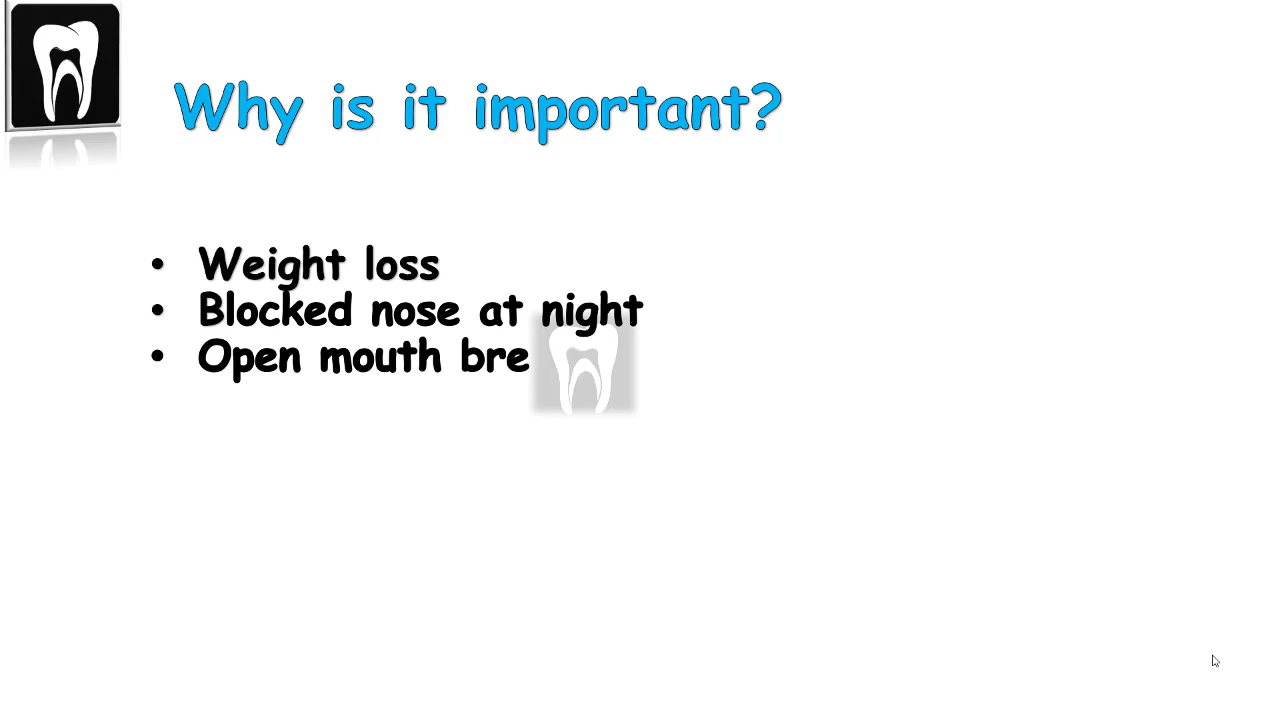 Why is it important?
• Weight loss
• Blocked nose at night
• Open mouth bre